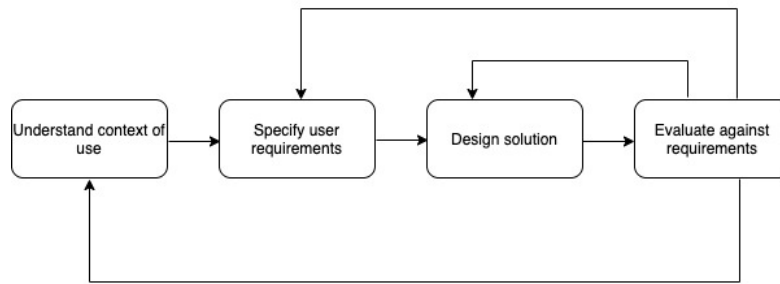 Understand context of
use
Specify user
requirements
Design solution
Evaluate against
requirements